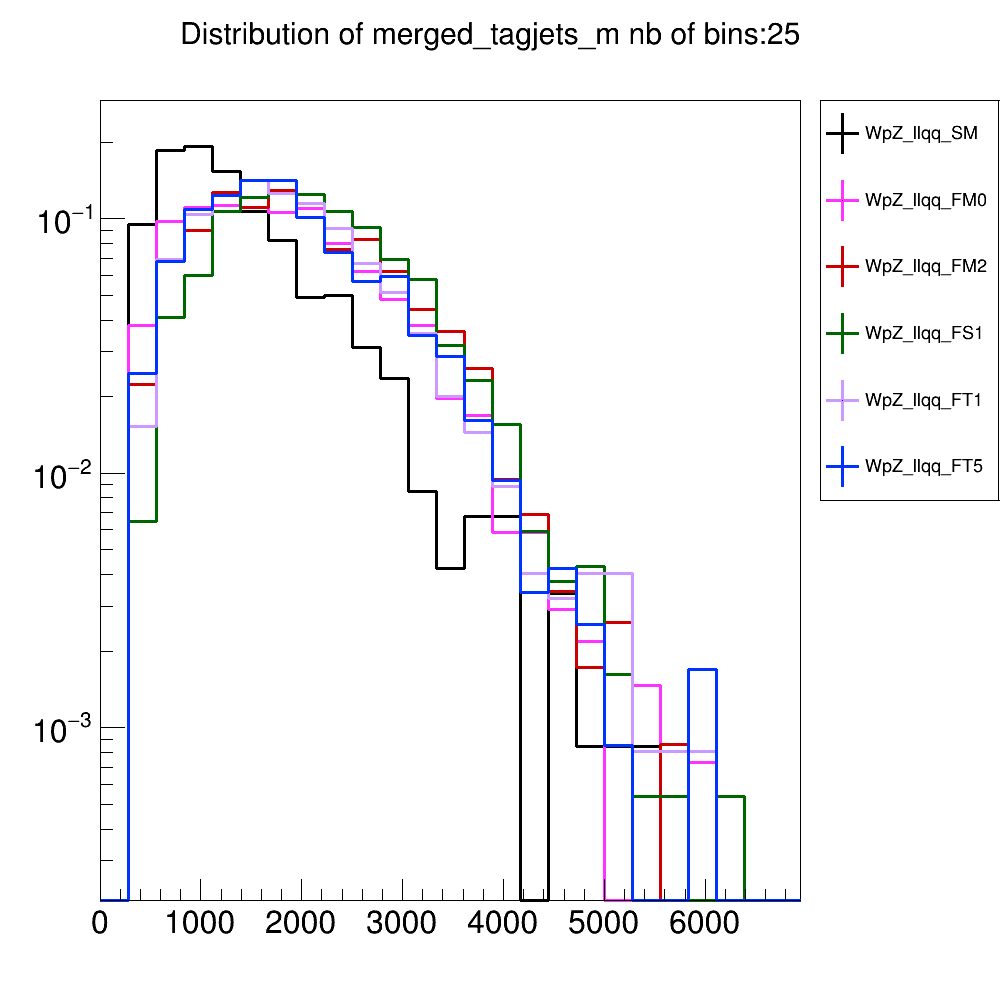 Distribution of merged_tagjets_m nb of bins:25
WpZ_llqq_SM
WpZ_llqq_FM0
WpZ_llqq_FM2
WpZ_llqq_FS1
WpZ_llqq_FT1
WpZ_llqq_FT5
10−1
10−2
10−3
0 1000 2000 3000 4000 5000 6000